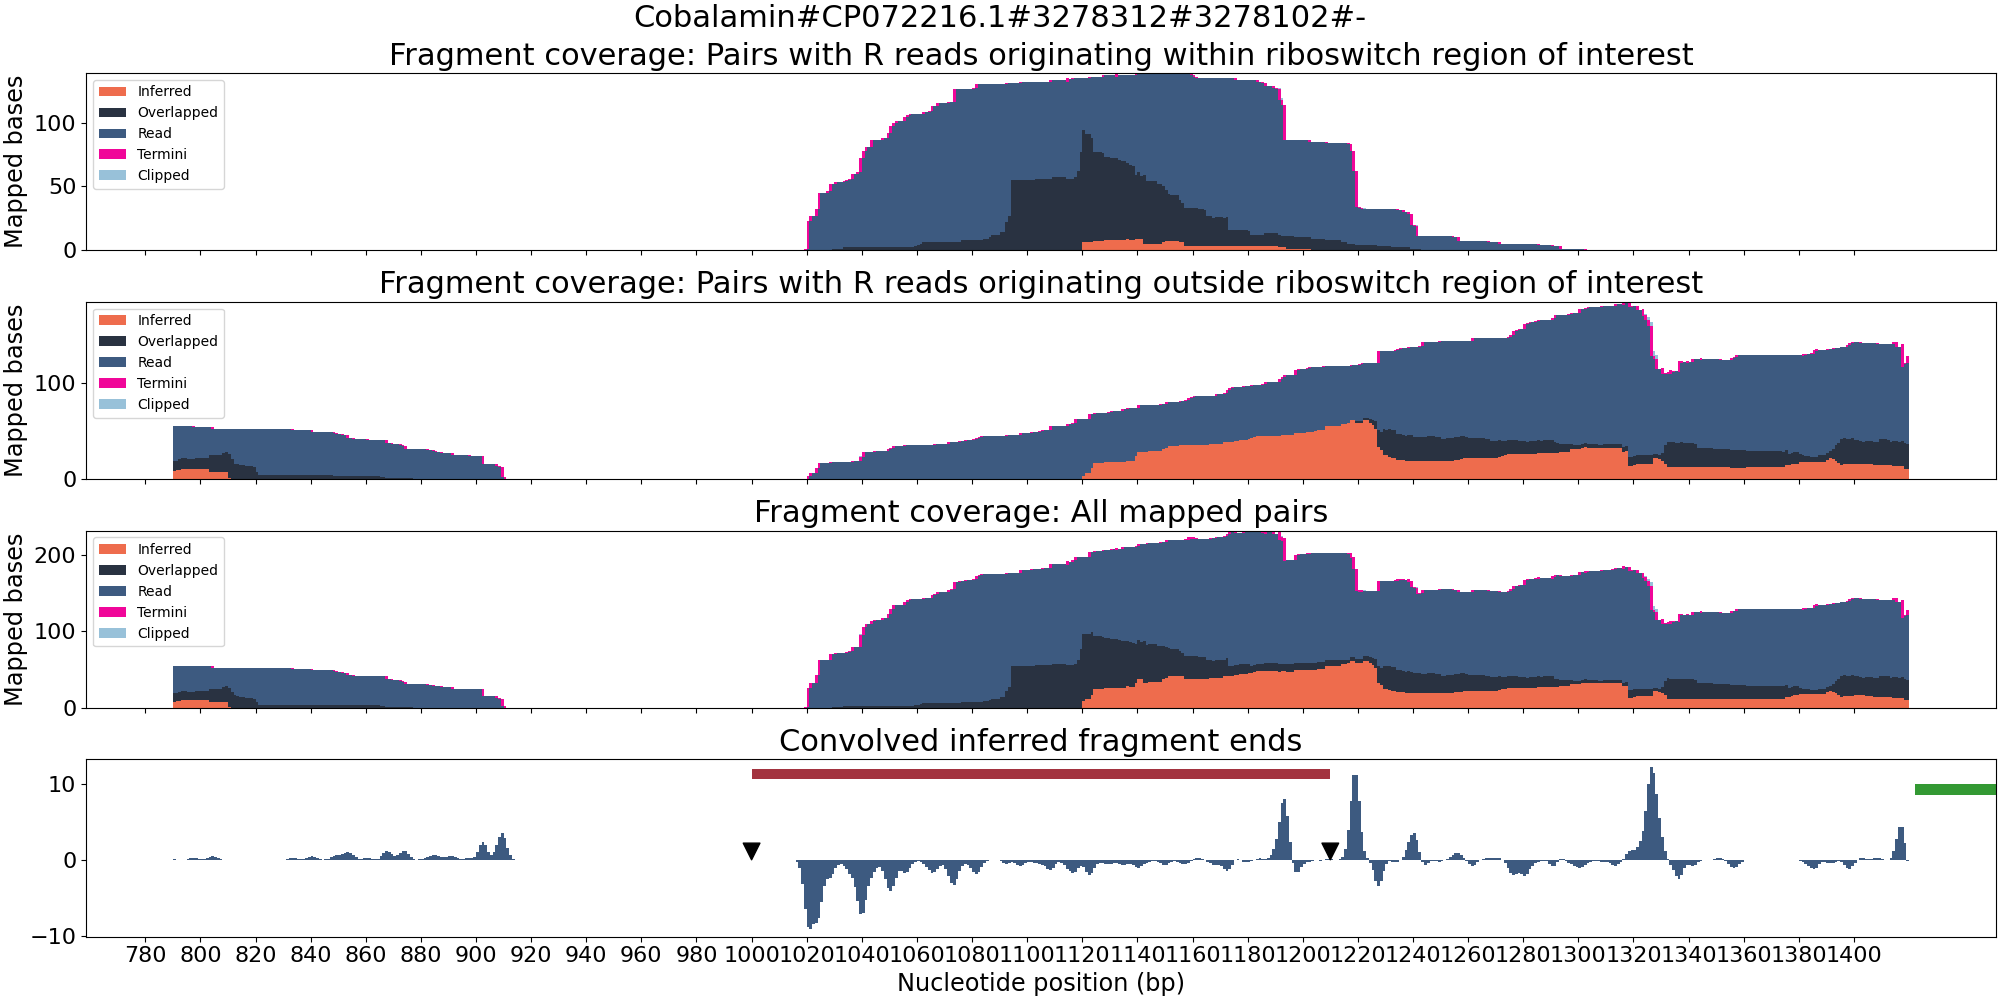 Cobalamin#CP072216.1#3278312#3278102#-
Fragment coverage: Pairs with R reads originating within riboswitch region of interest
Mapped bases
100
50
0
Inferred
Overlapped
Read
Termini
Clipped
Fragment coverage: Pairs with R reads originating outside riboswitch region of interest
Mapped bases
100
0
Inferred
Overlapped
Read
Termini
Clipped
Fragment coverage: All mapped pairs
Mapped bases
200
100
0
Inferred
Overlapped
Read
Termini
Clipped
Convolved inferred fragment ends
10
0
−10
780 800 820 840 860 880 900 920 940 960 980 1000 1020 1040 1060 1080 1100 1120 1140 1160 1180 1200 1220 1240 1260 1280 1300 1320 1340 1360 1380 1400
Nucleotide position (bp)